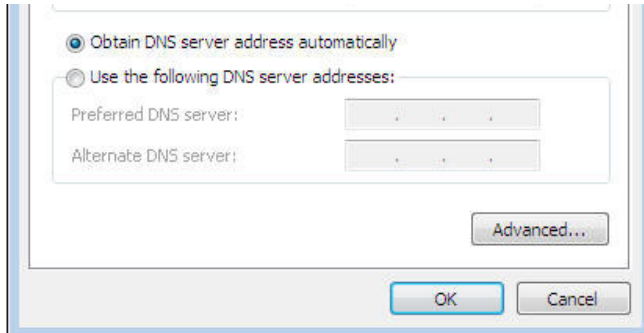 Obtain DNS server address automatically
Use the following DNS server addresses:
Preferred DNS server:
Alternate DNS server:
Advanced...
OK Cancel